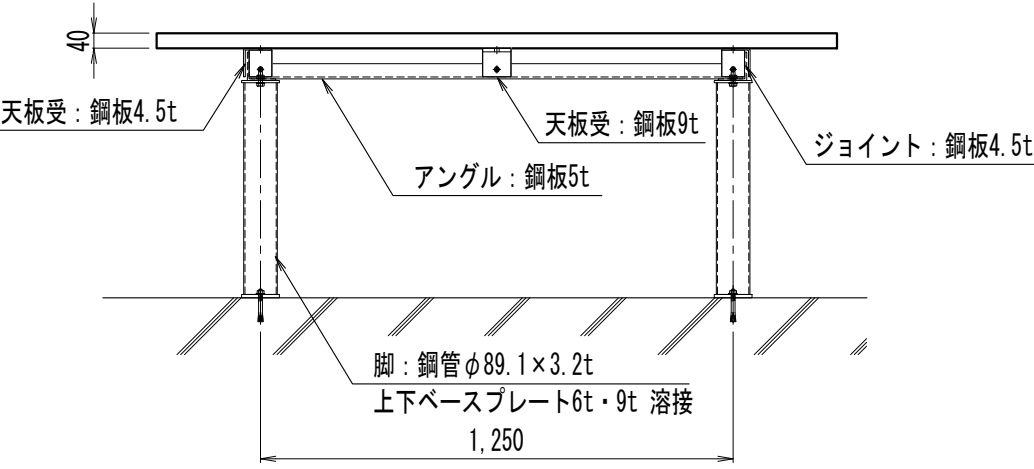 40
天板受：鋼板4.5t
天板受：鋼板9t
ジョイント：鋼板4.5t
アングル：鋼板5t
脚：鋼管φ89.1×3.2t
上下ベースプレート6t・9t 溶接
1,250